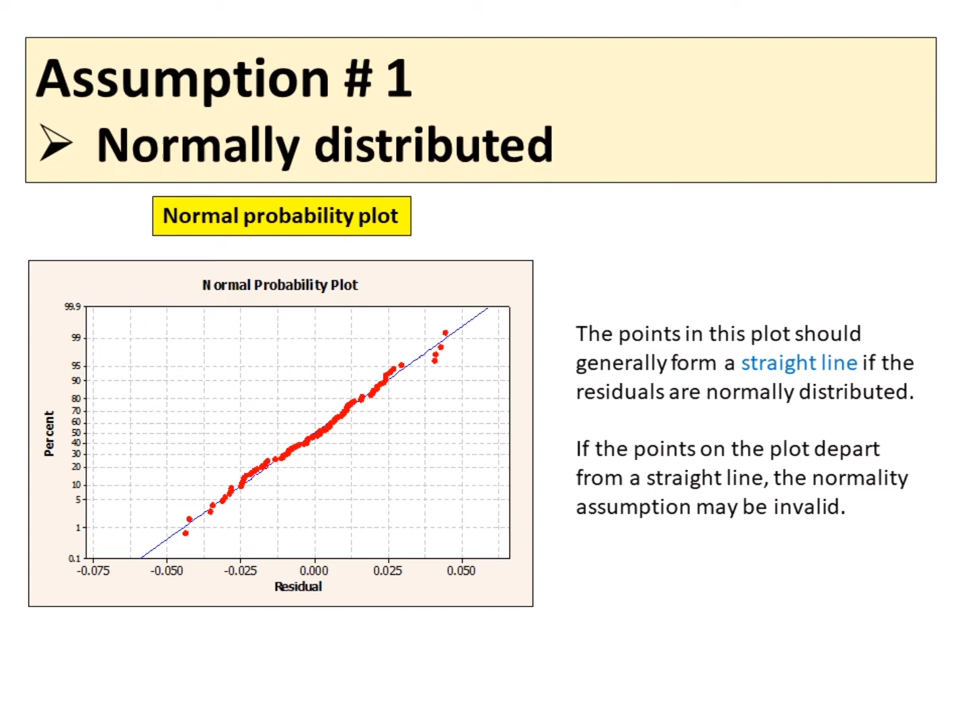 Assumption # 1
➢ Normally distributed
Normal probability plot
Normal Probability Plot
99.9
99
95
90
80
70
60
50
40
30
20
10
5
1
0.1
Percent
-0.075 -0.050 -0.025 0.000 0.025 0.050
Residual
The points in this plot should
generally form a straight line if the
residuals are normally distributed.
If the points on the plot depart
from a straight line, the normality
assumption may be invalid.